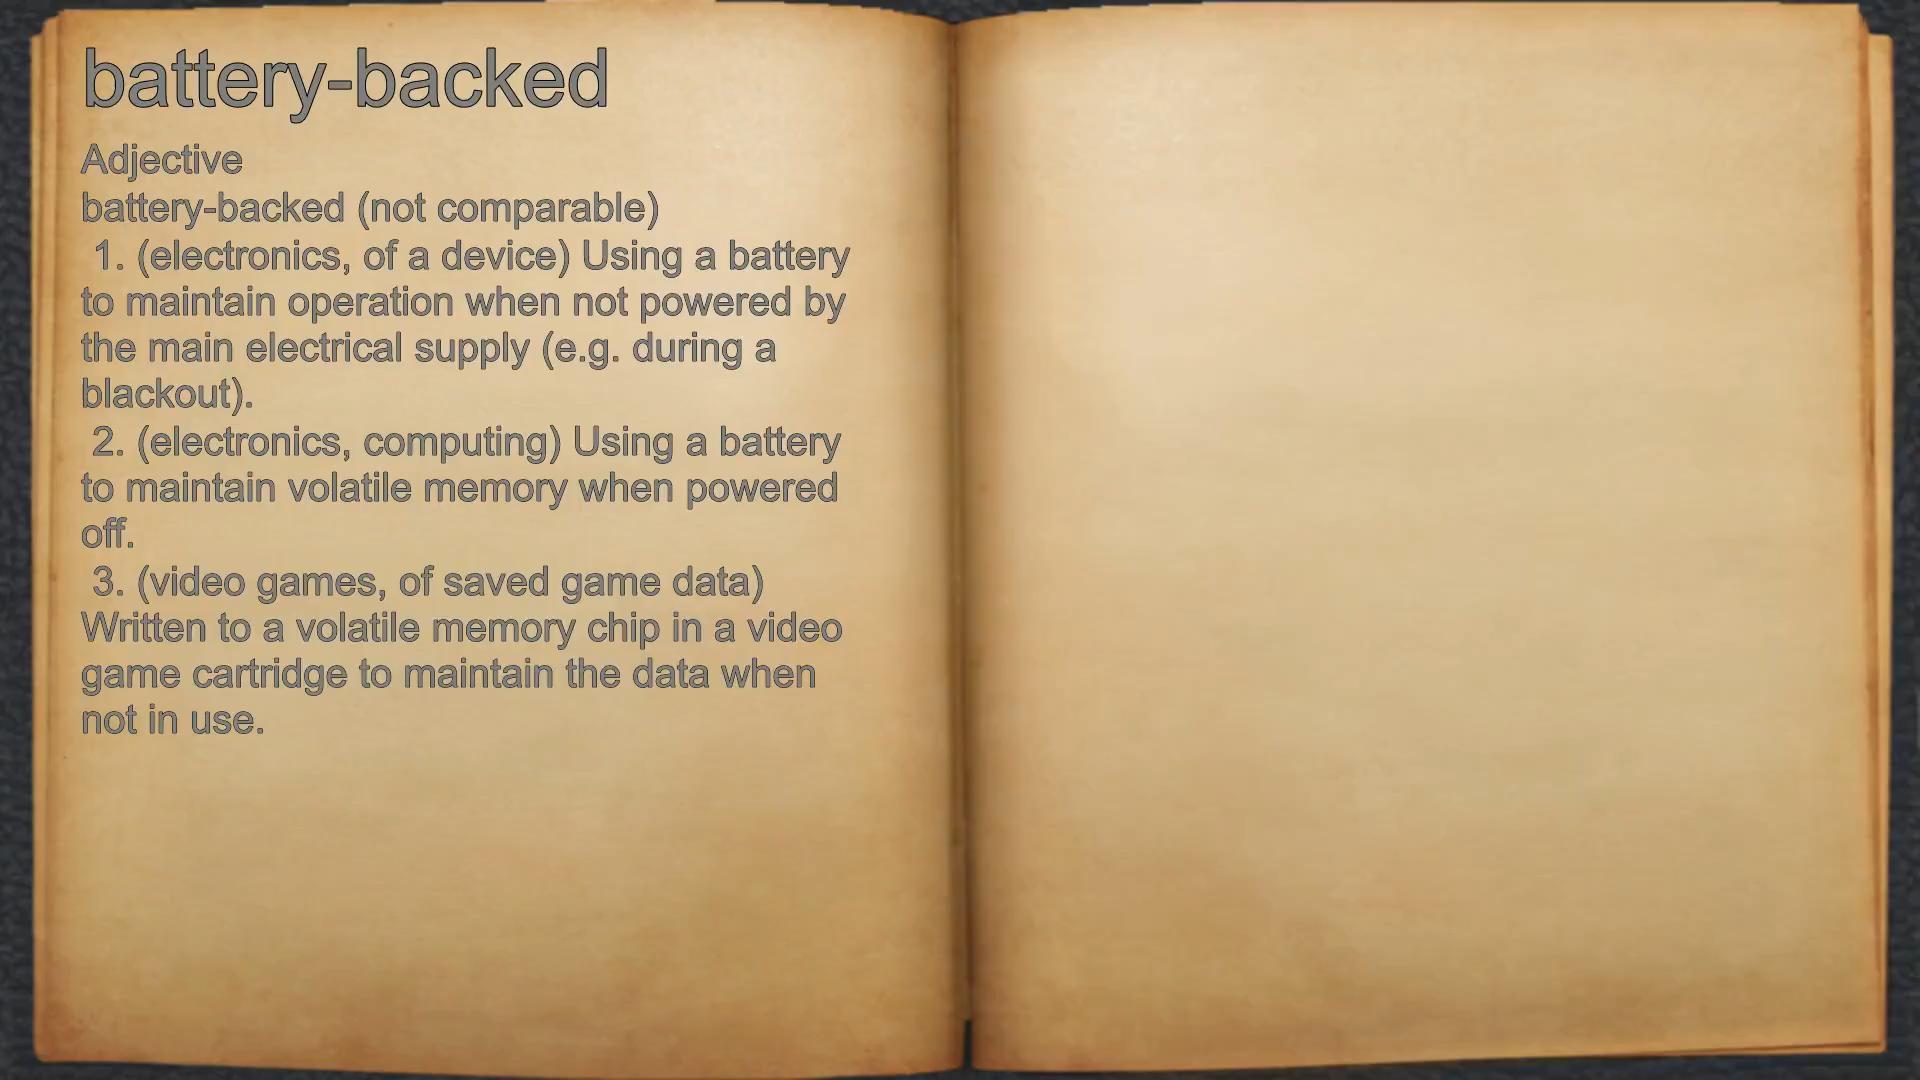 battery-backed
Adjective
battery-backed (not comparable)
1. (electronics, of a device) Using a battery
to maintain operation when not powered by
the main electrical supply (e.g. during a
blackout).
2. (electronics, computing) Using a battery
to maintain volatile memory when powered
off.
3. (video games, of saved game data)
Written to a volatile memory chip in a video
game cartridge to maintain the data when
not in use.